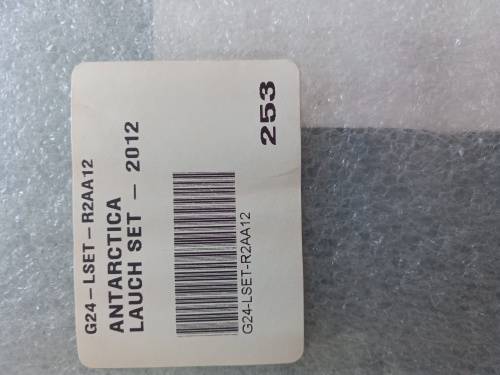 G24 – LSET – R2AA12
ANTARCTICA
LAUCH SET – 2012
G24-LSET-R2AA12
253